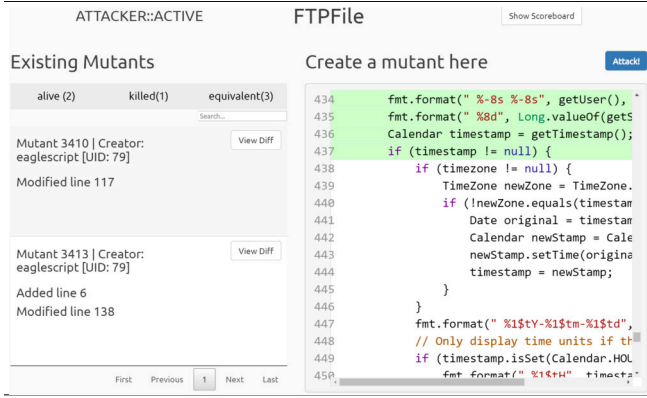 ATTACKER::ACTIVE
FTPFile
Show Scoreboard
Existing Mutants
alive (2) killed(1) equivalent(3)
Search...
Mutant 3410 | Creator:
eaglescript [UID: 79]
View Diff
Modified line 117
Mutant 3413 | Creator:
eaglescript [UID: 79]
View Diff
Added line 6
Modified line 138
First Previous 1 Next Last
Create a mutant here
Attack!
434 fmt.format(" %-8s %-8s", getUser(),
435 fmt.format(" %8d", Long.valueOf(getS
436 Calendar timestamp = getTimestamp();
437 if (timestamp != null) {
438 if (timezone != null) {
439 TimeZone newZone = TimeZone.
440 if (!newZone.equals(timestam
441 Date original = timestam
442 Calendar newStamp = Cale
443 newStamp.setTime(origina
444 timestamp = newStamp;
445 }
446 }
447 fmt.format(" %1$tY-%1$tm-%1$td",
448 // Only display time units if th
449 if (timestamp.isSet(Calendar.HOU
450 fmt.format(" %1$tH", timesta